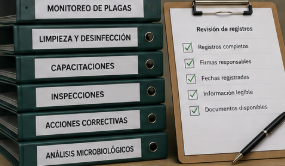 MONITOREO DE PLAGAS
LIMPIEZA Y DESINFECCIÓN
CAPACITACIONES
INSPECCIONES
ACCIONES CORRECTIVAS
ANÁLISIS MICROBIOLÓGICOS
Revisión de registros
Registros completos
Firmas responsables
Fechas registradas
Información legible
Documentos disponibles